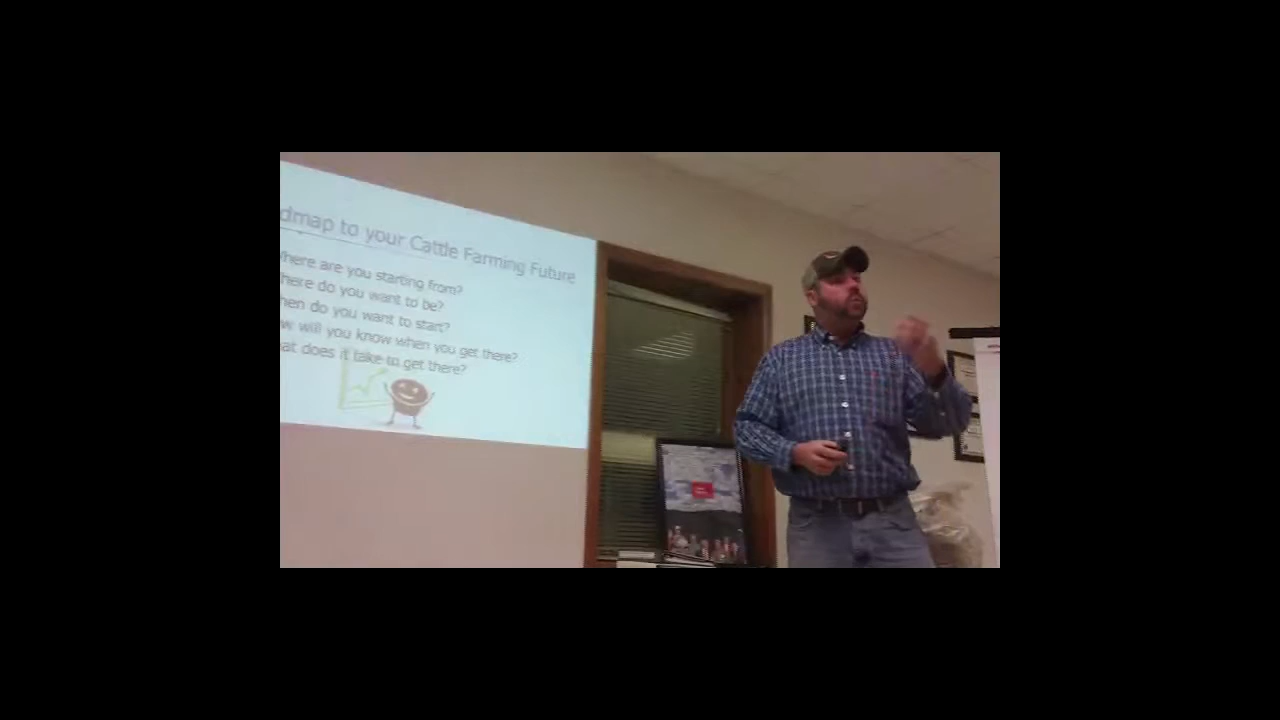 dmap to your Cattle Farming Future
here are you starting from?
here do you want to be?
hen do you want to start?
w will you know when you get there?
at does it take to get there?